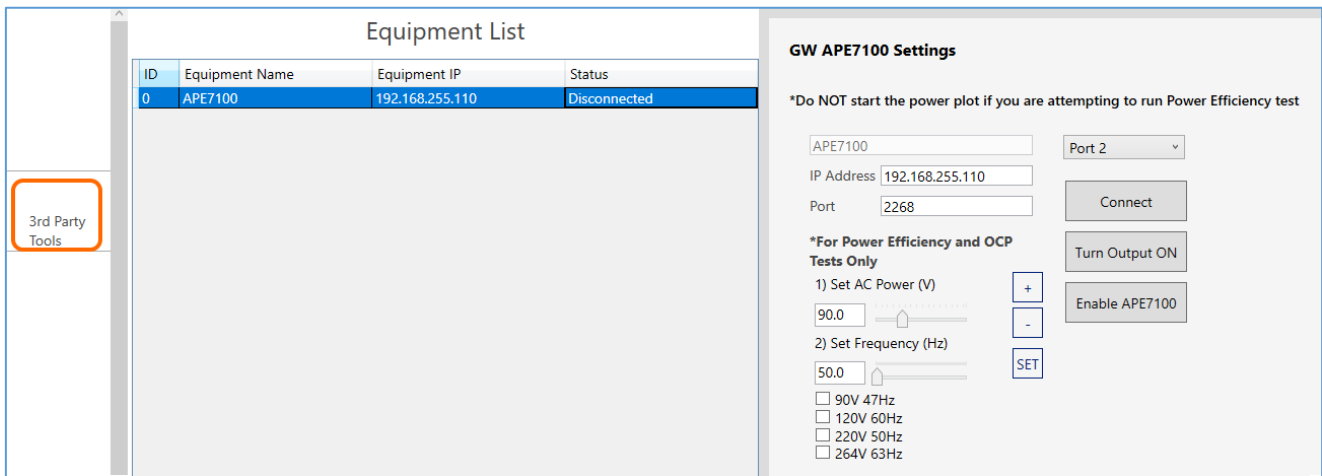 3rd Party
Tools
Equipment List
ID Equipment Name Equipment IP Status
0 APE7100 192.168.255.110 Disconnected
GW APE7100 Settings
*Do NOT start the power plot if you are attempting to run Power Efficiency test
APE7100 Port 2
IP Address 192.168.255.110
Port 2268
Connect
*For Power Efficiency and OCP
Tests Only
Turn Output ON
1) Set AC Power (V)
+
90.0
-
Enable APE7100
2) Set Frequency (Hz)
50.0
SET
90V 47Hz
120V 60Hz
220V 50Hz
264V 63Hz